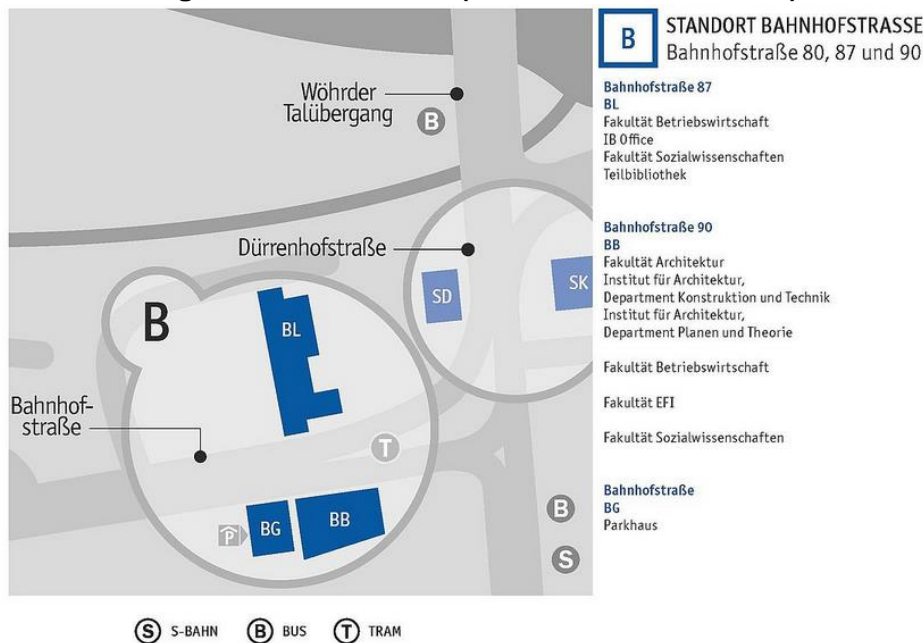 Wöhrder
Talübergang
B
Dürrenhofstraße
SD
SK
B
BL
Bahnhof-
straße
T
P
BG
BB
B
S
S S-BAHN B BUS T TRAM
B
STANDORT BAHNHOFSTRASSE
Bahnhofstraße 80, 87 und 90
Bahnhofstraße 87
BL
Fakultät Betriebswirtschaft
IB Office
Fakultät Sozialwissenschaften
Teilbibliothek
Bahnhofstraße 90
BB
Fakultät Architektur
Institut für Architektur,
Department Konstruktion und Technik
Institut für Architektur,
Department Planen und Theorie
Fakultät Betriebswirtschaft
Fakultät EFI
Fakultät Sozialwissenschaften
Bahnhofstraße
BG
Parkhaus